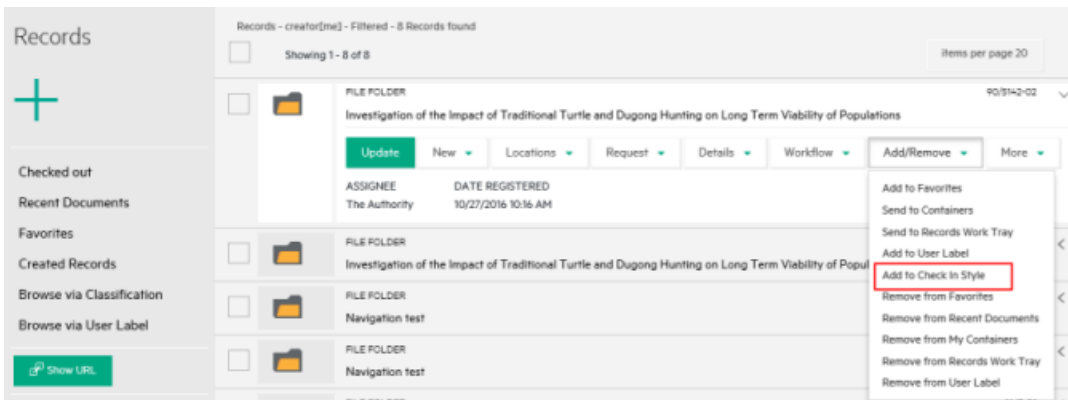 Records
Checked out
Recent Documents
Favorites
Created Records
Browse via Classification
Browse via User Label
Show URL
Records - creator[me] - Filtered - 8 Records found
Showing 1 - 8 of 8
items per page 20
FILE FOLDER
90/5142-02
Investigation of the Impact of Traditional Turtle and Dugong Hunting on Long Term Viability of Populations
Update New Locations Request Details Workflow Add/Remove More
ASSIGNEE DATE REGISTERED
The Authority 10/27/2016 10:16 AM
Add to Favorites
Send to Containers
Send to Records Work Tray
Add to User Label
Add to Check In Style
Remove from Favorites
Remove from Recent Documents
Remove from My Containers
Remove from Records Work Tray
Remove from User Label
FILE FOLDER
Investigation of the Impact of Traditional Turtle and Dugong Hunting on Long Term Viability of Popul
FILE FOLDER
Navigation test
FILE FOLDER
Navigation test